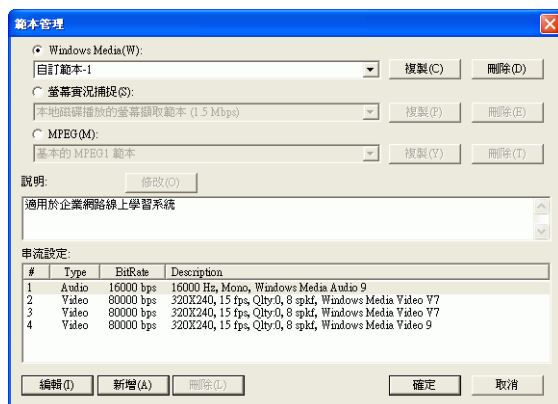 範本管理
Windows Media(W):
自訂範本-1 複製(C) 刪除(D)
螢幕實況捕捉(S):
本地磁碟播放的螢幕擷取範本 (1.5 Mbps) 複製(P) 刪除(E)
MPEG(M):
基本的 MPEG1 範本 複製(Y) 刪除(T)
說明: 修改(O)
適用於企業網路線上學習系統
串流設定:
# Type BitRate Description
1 Audio 16000 bps 16000 Hz, Mono, Windows Media Audio 9
2 Video 80000 bps 320X240, 15 fps, Qlty:0, 8 spkf, Windows Media Video V7
3 Video 80000 bps 320X240, 15 fps, Qlty:0, 8 spkf, Windows Media Video V7
4 Video 80000 bps 320X240, 15 fps, Qlty:0, 8 spkf, Windows Media Video 9
編輯(I) 新增(A) 刪除(L) 確定 取消